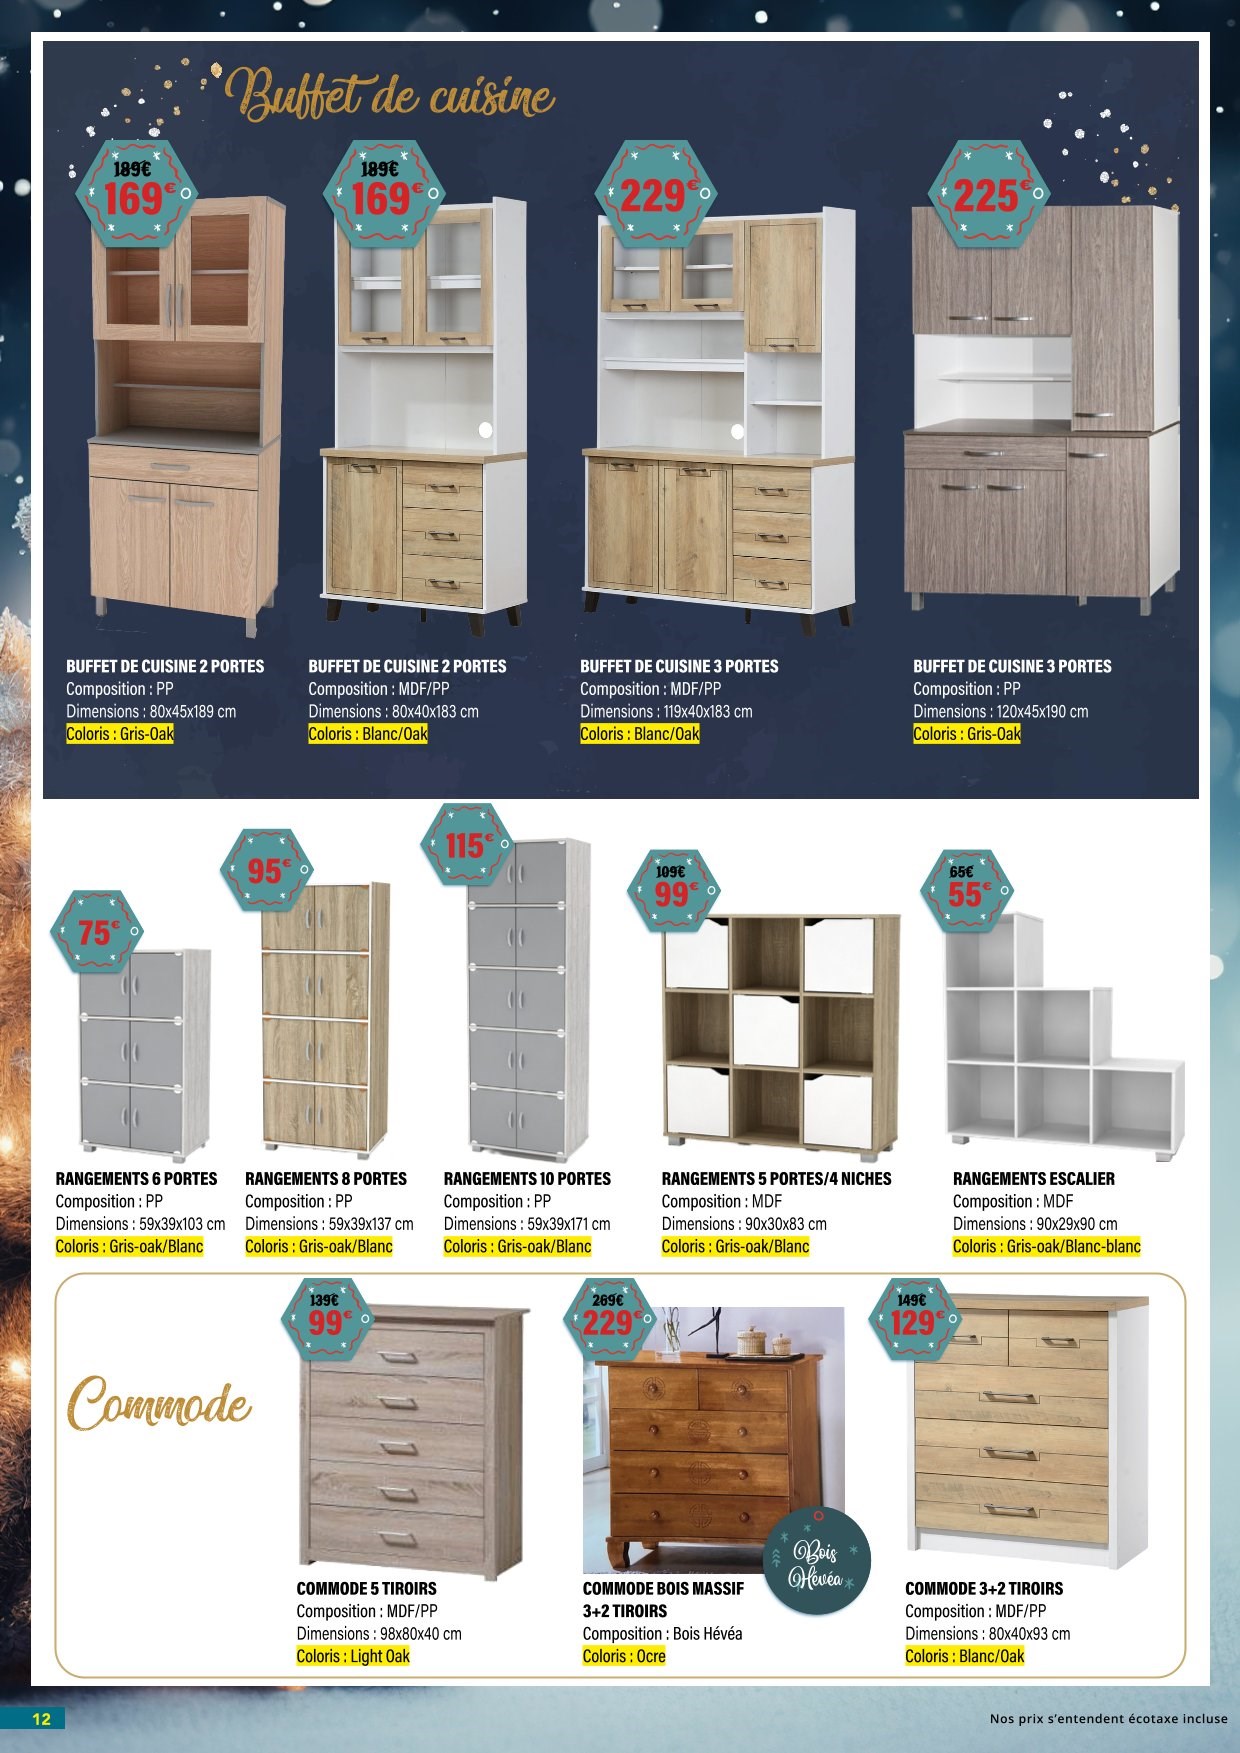 Buffet de cuisine
189€
169€
189€
169€
229€
225€
BUFFET DE CUISINE 2 PORTES
Composition : PP
Dimensions : 80x45x189 cm
Coloris : Gris-Oak
BUFFET DE CUISINE 2 PORTES
Composition : MDF/PP
Dimensions : 80x40x183 cm
Coloris : Blanc/Oak
BUFFET DE CUISINE 3 PORTES
Composition : MDF/PP
Dimensions : 119x40x183 cm
Coloris : Blanc/Oak
BUFFET DE CUISINE 3 PORTES
Composition : PP
Dimensions : 120x45x190 cm
Coloris : Gris-Oak
75€
95€
115€
109€
99€
65€
55€
RANGEMENTS 6 PORTES
Composition : PP
Dimensions : 59x39x103 cm
Coloris : Gris-oak/Blanc
RANGEMENTS 8 PORTES
Composition : PP
Dimensions : 59x39x137 cm
Coloris : Gris-oak/Blanc
RANGEMENTS 10 PORTES
Composition : PP
Dimensions : 59x39x171 cm
Coloris : Gris-oak/Blanc
RANGEMENTS 5 PORTES/4 NICHES
Composition : MDF
Dimensions : 90x30x83 cm
Coloris : Gris-oak/Blanc
RANGEMENTS ESCALIER
Composition : MDF
Dimensions : 90x29x90 cm
Coloris : Gris-oak/Blanc-blanc
Commode
139€
99€
269€
229€
149€
129€
COMMODE 5 TIROIRS
Composition : MDF/PP
Dimensions : 98x80x40 cm
Coloris : Light Oak
Bois
Hévéa
COMMODE BOIS MASSIF
3+2 TIROIRS
Composition : Bois Hévéa
Coloris : Ocre
COMMODE 3+2 TIROIRS
Composition : MDF/PP
Dimensions : 80x40x93 cm
Coloris : Blanc/Oak
12
Nos prix s'entendent écotaxe incluse